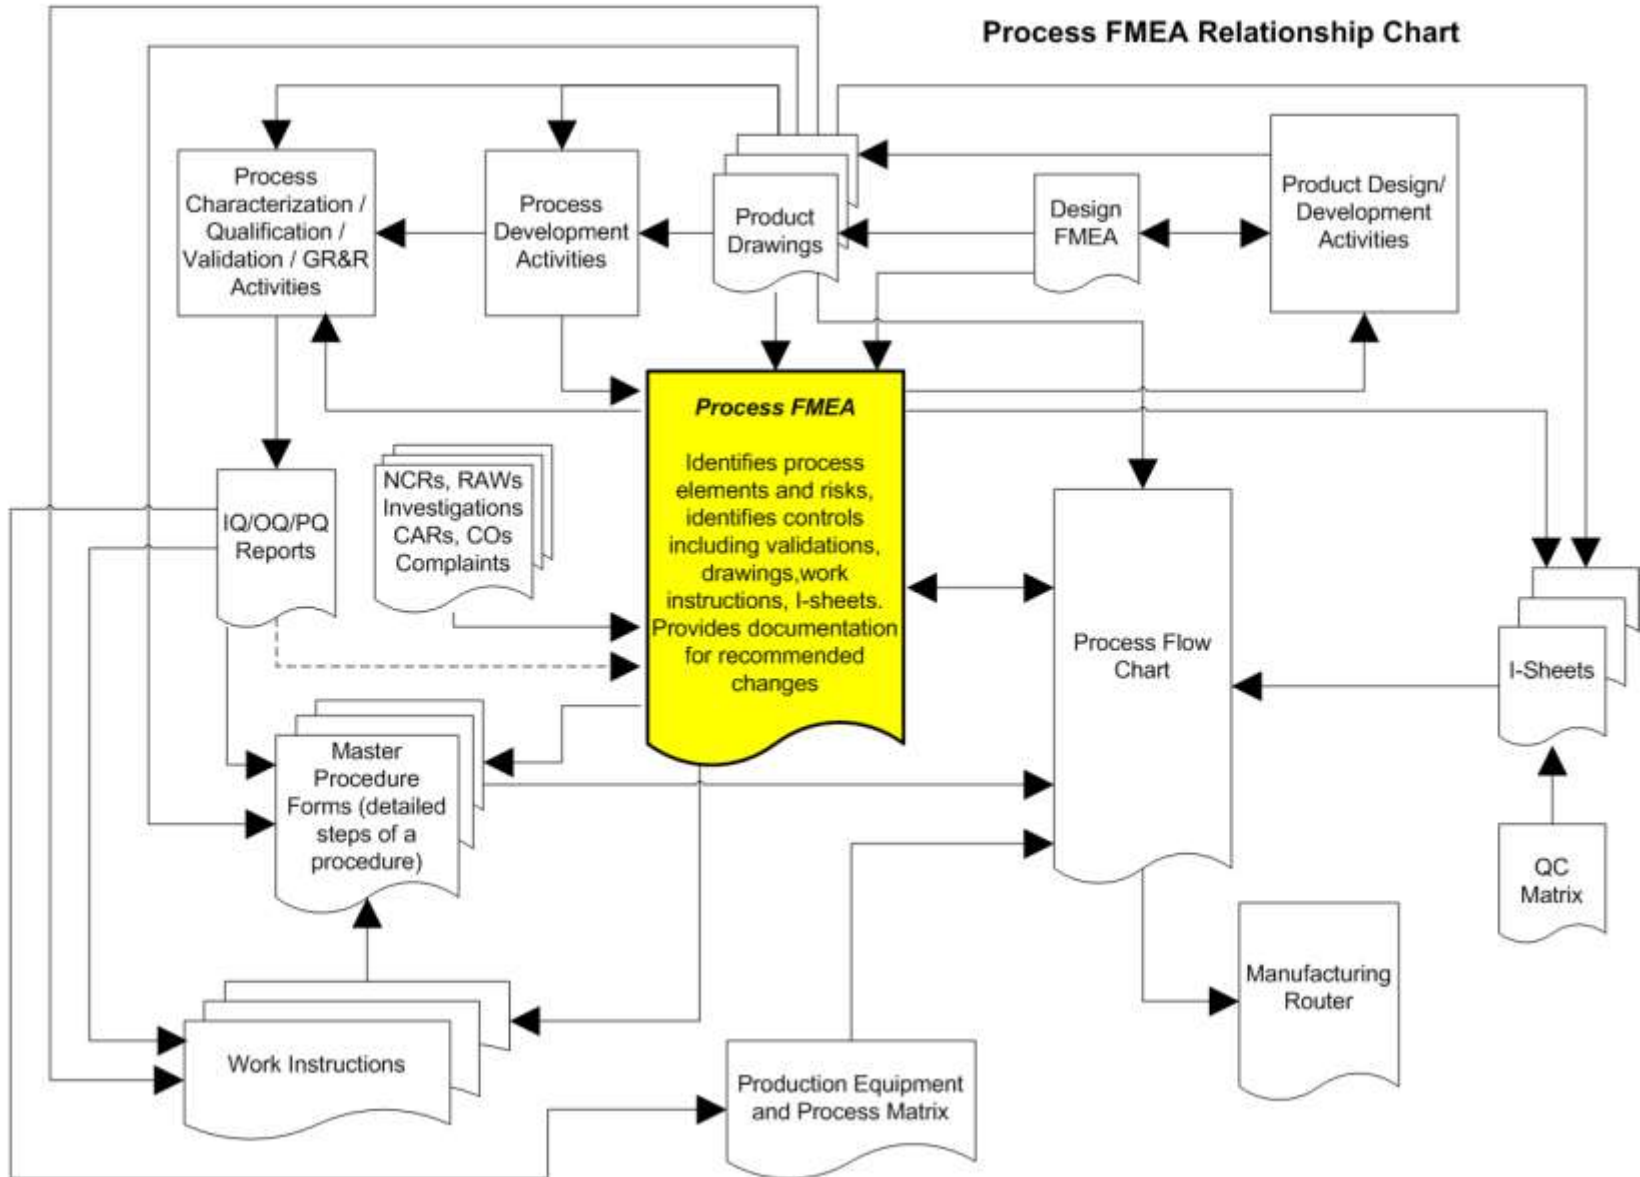 Process FMEA Relationship Chart
Process
Characterization /
Qualification /
Validation / GR&R
Activities
Process
Development
Activities
Product
Drawings
Design
FMEA
Product Design/
Development
Activities
Process FMEA
Identifies process
elements and risks,
identifies controls
including validations,
drawings,work
instructions, I-sheets.
Provides documentation
for recommended
changes
IQ/OQ/PQ
Reports
NCRs, RAWs
Investigations
CARs, COs
Complaints
Process Flow
Chart
I-Sheets
Master
Procedure
Forms (detailed
steps of a
procedure)
QC
Matrix
Manufacturing
Router
Work Instructions
Production Equipment
and Process Matrix